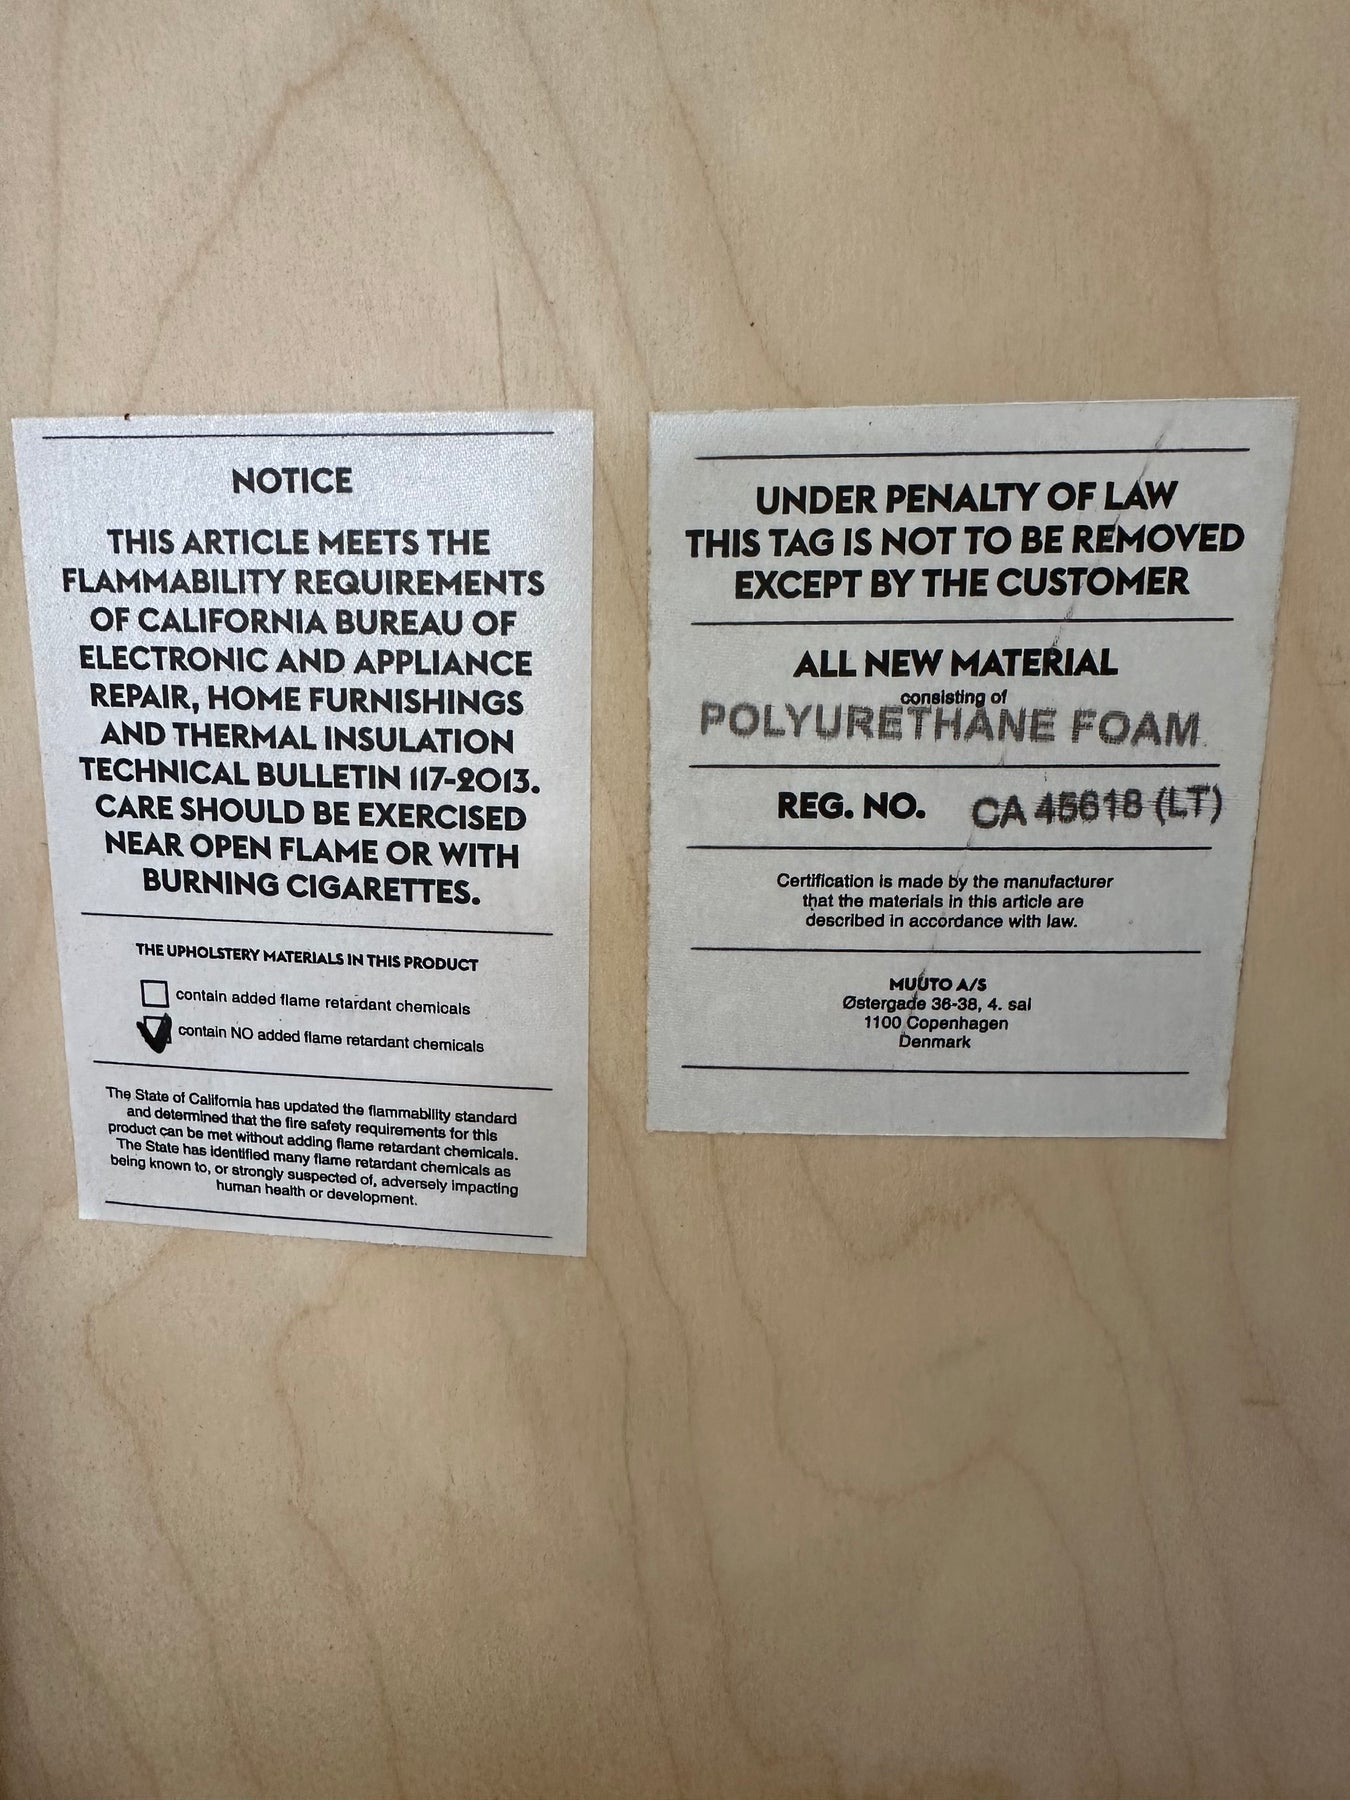 NOTICE
THIS ARTICLE MEETS THE
FLAMMABILITY REQUIREMENTS
OF CALIFORNIA BUREAU OF
ELECTRONIC AND APPLIANCE
REPAIR, HOME FURNISHINGS
AND THERMAL INSULATION
TECHNICAL BULLETIN 117-2013.
CARE SHOULD BE EXERCISED
NEAR OPEN FLAME OR WITH
BURNING CIGARETTES.
THE UPHOLSTERY MATERIALS IN THIS PRODUCT
contain added flame retardant chemicals
contain NO added flame retardant chemicals
The State of California has updated the flammability standard
and determined that the fire safety requirements for this
product can be met without adding flame retardant chemicals.
The State has identified many flame retardant chemicals as
being known to, or strongly suspected of, adversely impacting
human health or development.
UNDER PENALTY OF LAW
THIS TAG IS NOT TO BE REMOVED
EXCEPT BY THE CUSTOMER
ALL NEW MATERIAL
consisting of
POLYURETHANE FOAM
REG. NO. CA 45618 (LT)
Certification is made by the manufacturer
that the materials in this article are
described in accordance with law.
MUUTO A/S
Østergade 36-38, 4. sal
1100 Copenhagen
Denmark